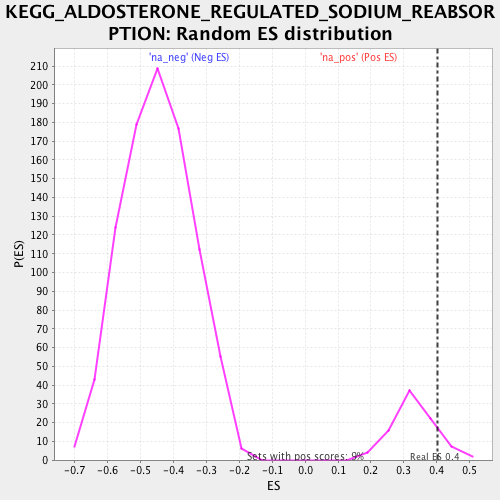 KEGG_ALDOSTERONE_REGULATED_SODIUM_REABSOR
PTION: Random ES distribution
'na_neg' (Neg ES) 'na_pos' (Pos ES)
210
200
190
180
170
160
150
140
130
120
110
100
90
80
70
60
50
40
30
20
10
0
P(ES)
Sets with pos scores: 9%
Real ES 0.4
-0.7 -0.6 -0.5 -0.4 -0.3 -0.2 -0.1 0.0 0.1 0.2 0.3 0.4 0.5
ES